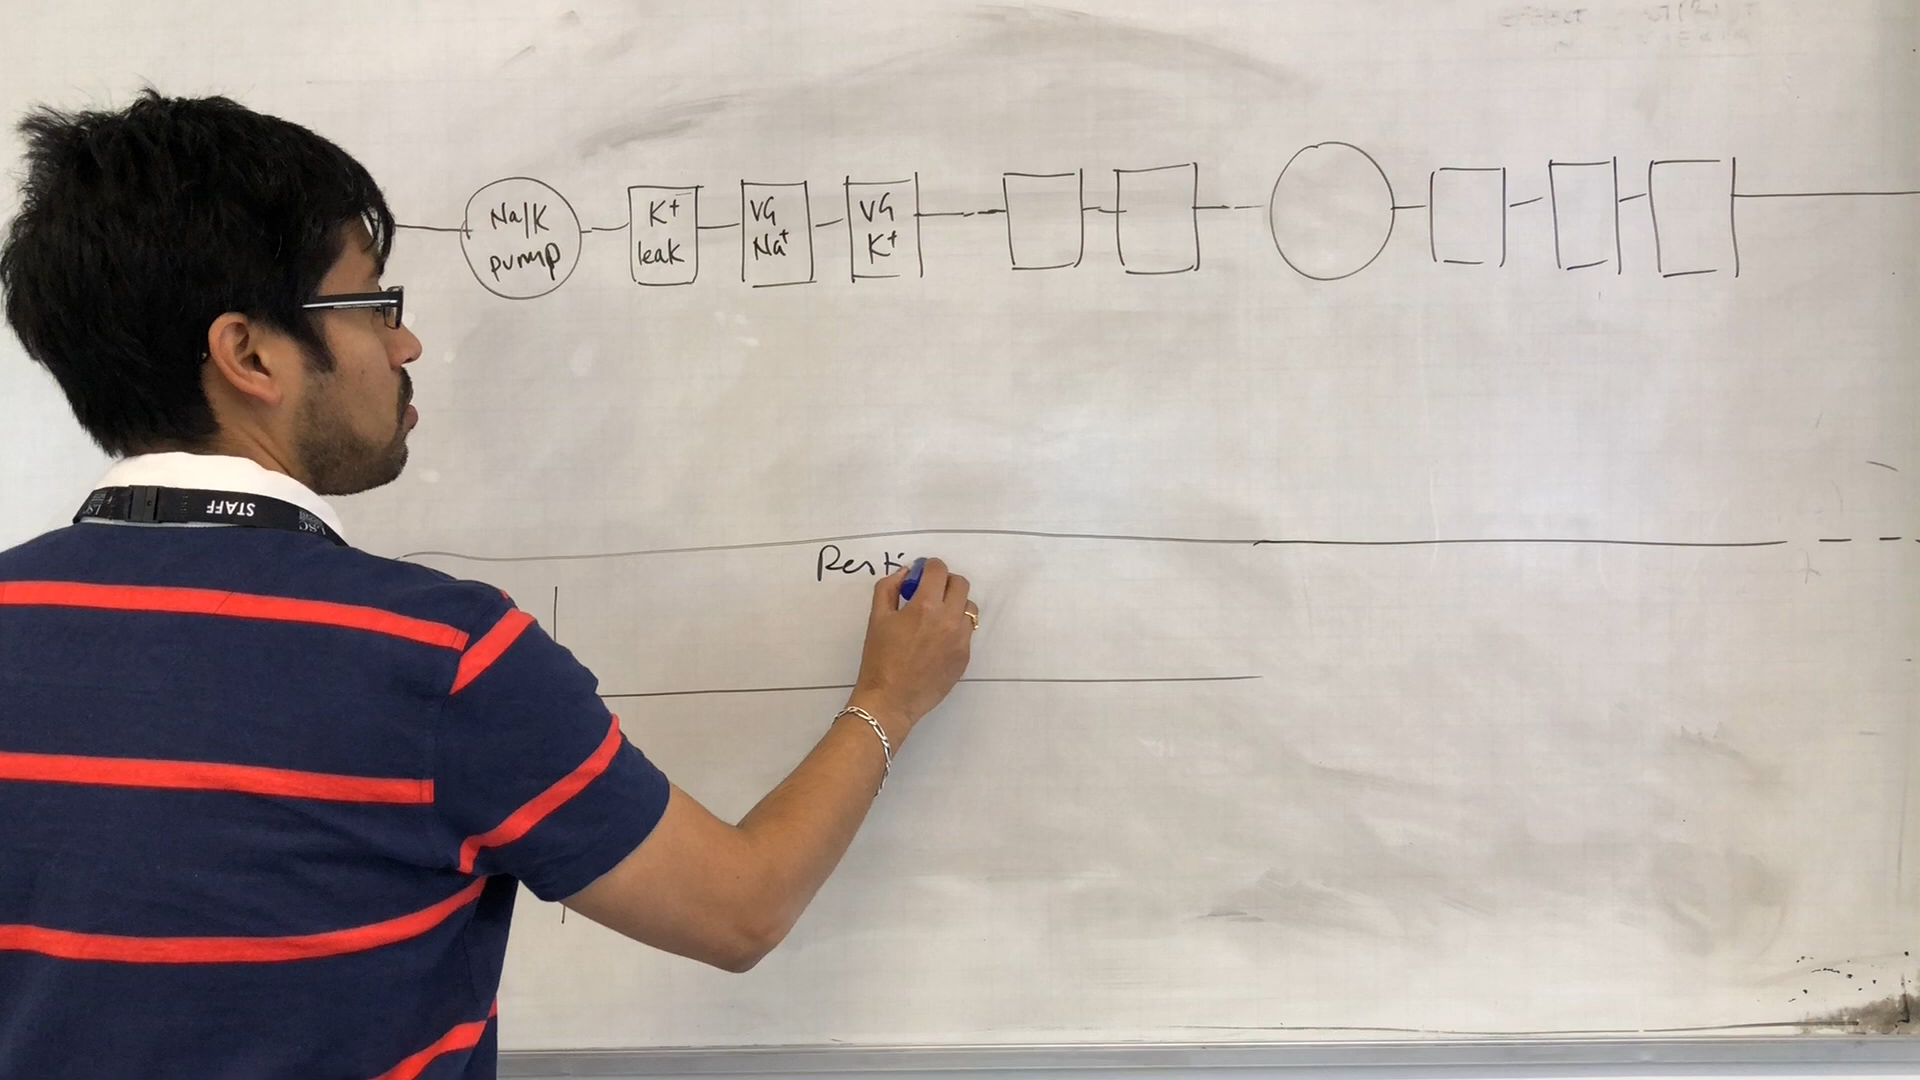 Na/K
pump
K+
leak
VG
Na+
VG
K+
Resti
STAFF